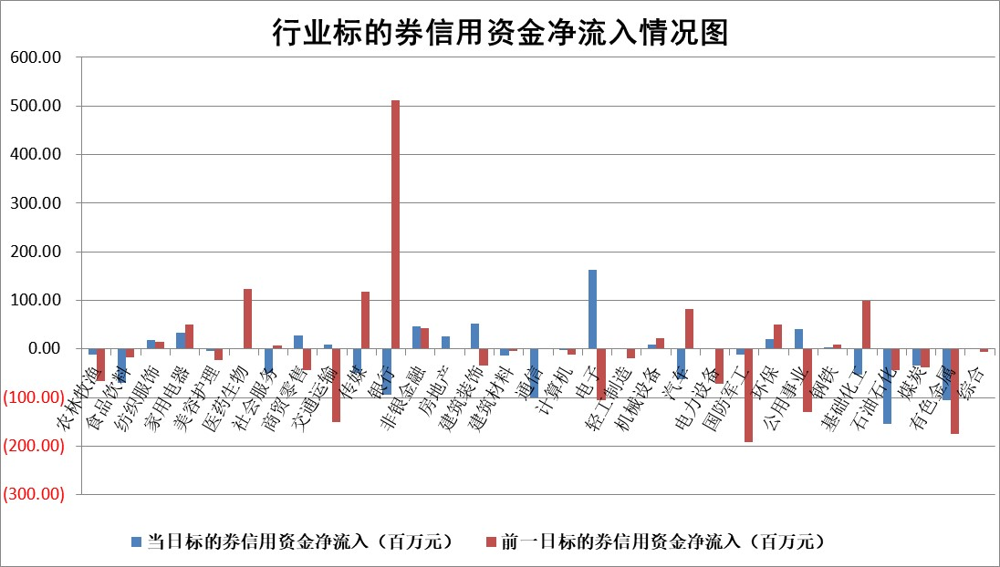 行业标的券信用资金净流入情况图
600.00
500.00
400.00
300.00
200.00
100.00
0.00
(100.00)
(200.00)
(300.00)
农林牧渔
食品饮料
纺织服饰
家用电器
美容护理
医药生物
社会服务
商贸零售
交通运输
传媒
银行
非银金融
房地产
建筑装饰
建筑材料
通信
计算机
电子
轻工制造
机械设备
汽车
电力设备
国防军工
环保
公用事业
钢铁
基础化工
石油石化
煤炭
有色金属
综合
当日标的券信用资金净流入（百万元）
前一日标的券信用资金净流入（百万元）